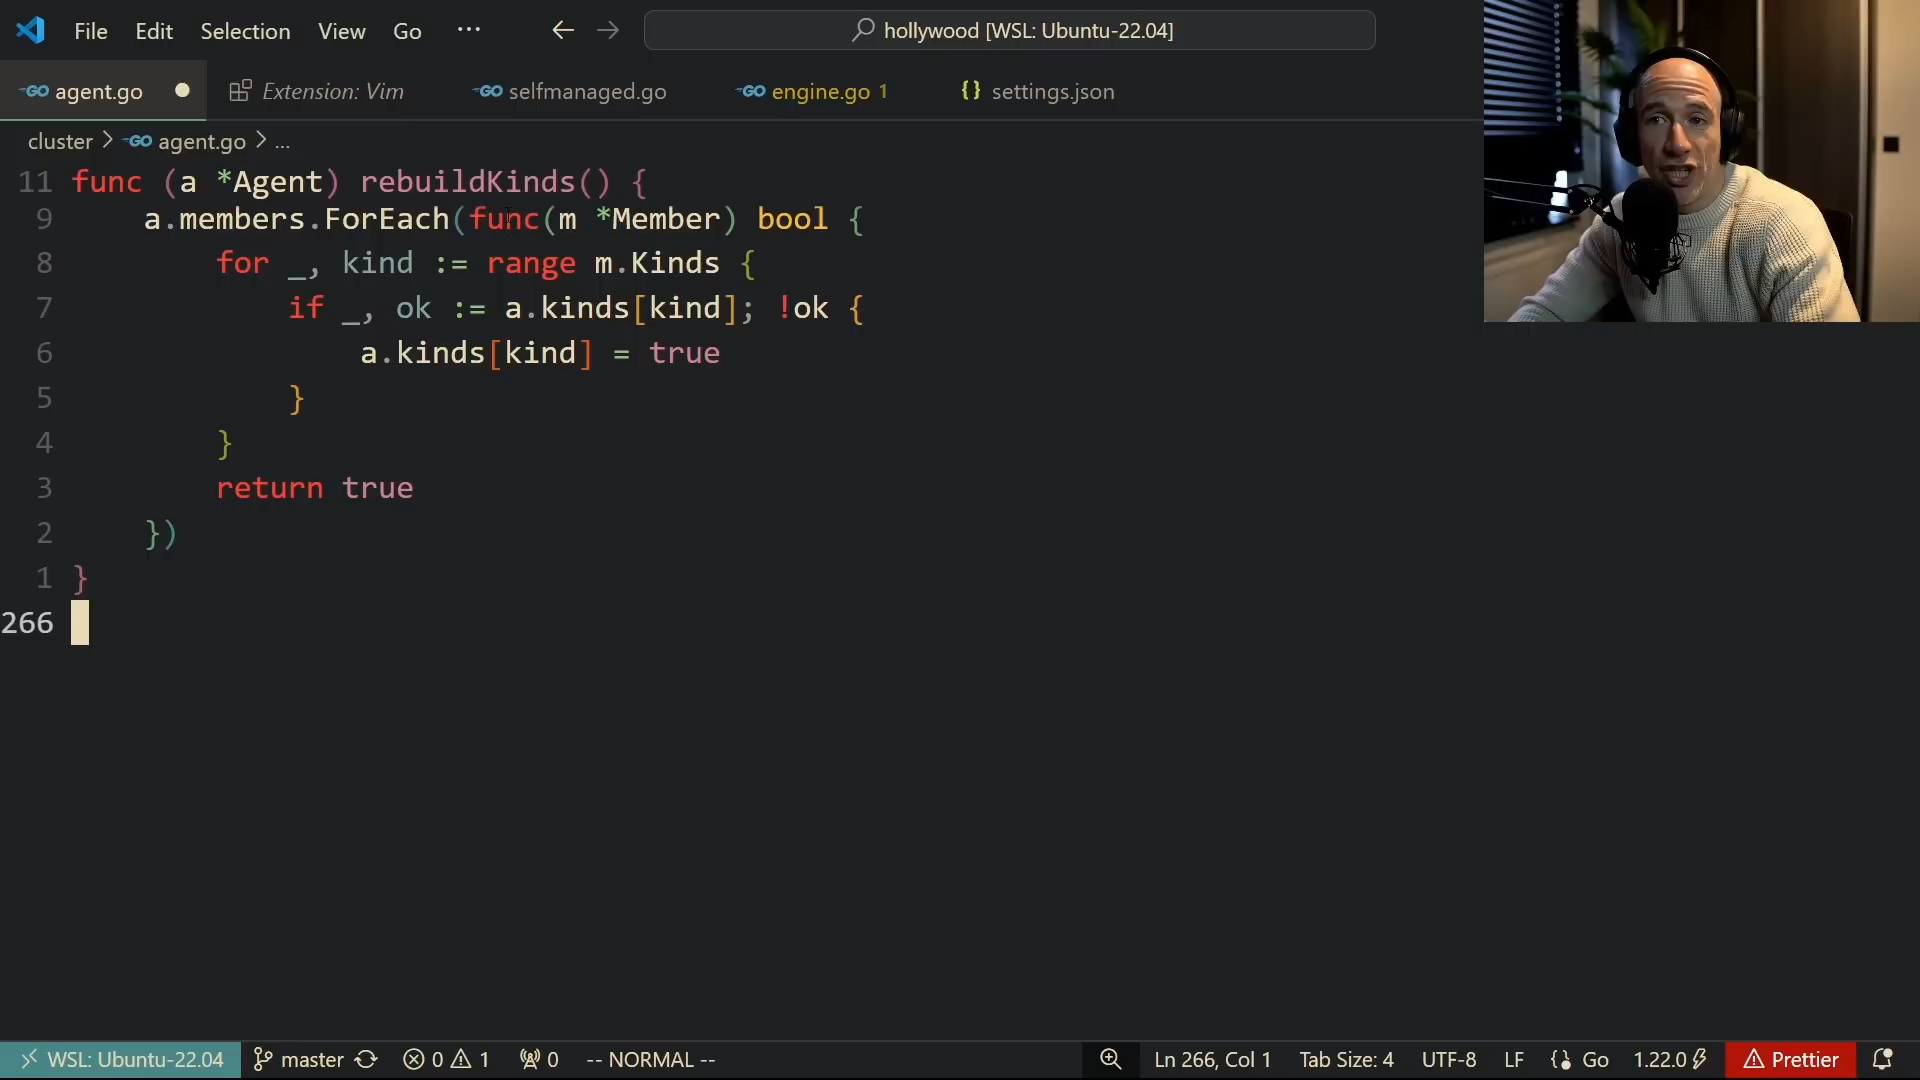 File Edit Selection View Go ··· hollywood [WSL: Ubuntu-22.04]
GO agent.go Extension: Vim GO selfmanaged.go GO engine.go 1 {} settings.json
cluster > GO agent.go > ...
11 func (a *Agent) rebuildKinds() {
9 a.members.ForEach(func(m *Member) bool {
8 for _, kind := range m.Kinds {
7 if _, ok := a.kinds[kind]; !ok {
6 a.kinds[kind] = true
5 }
4 }
3 return true
2 })
1 }
266
WSL: Ubuntu-22.04 master 0 1 0 -- NORMAL -- Ln 266, Col 1 Tab Size: 4 UTF-8 LF {} Go 1.22.0 Prettier